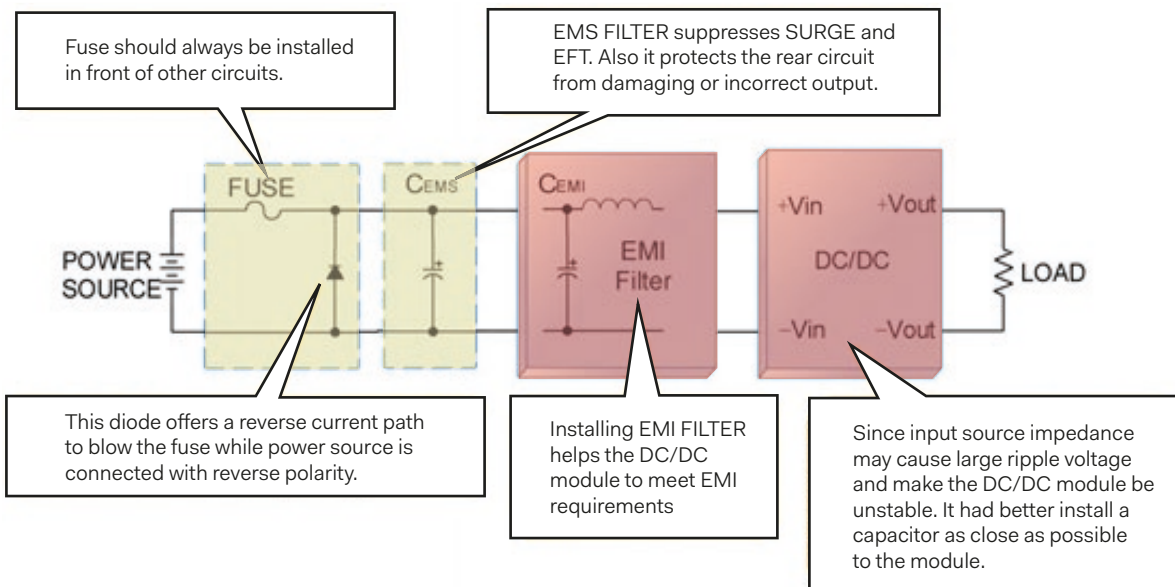 Fuse should always be installed
in front of other circuits.
EMS FILTER suppresses SURGE and
EFT. Also it protects the rear circuit
from damaging or incorrect output.
FUSE
CEMS
CEMI
+Vin
+Vout
POWER
SOURCE
EMI
Filter
DC/DC
LOAD
−Vin
−Vout
This diode offers a reverse current path
to blow the fuse while power source is
connected with reverse polarity.
Installing EMI FILTER
helps the DC/DC
module to meet EMI
requirements
Since input source impedance
may cause large ripple voltage
and make the DC/DC module be
unstable. It had better install a
capacitor as close as possible
to the module.